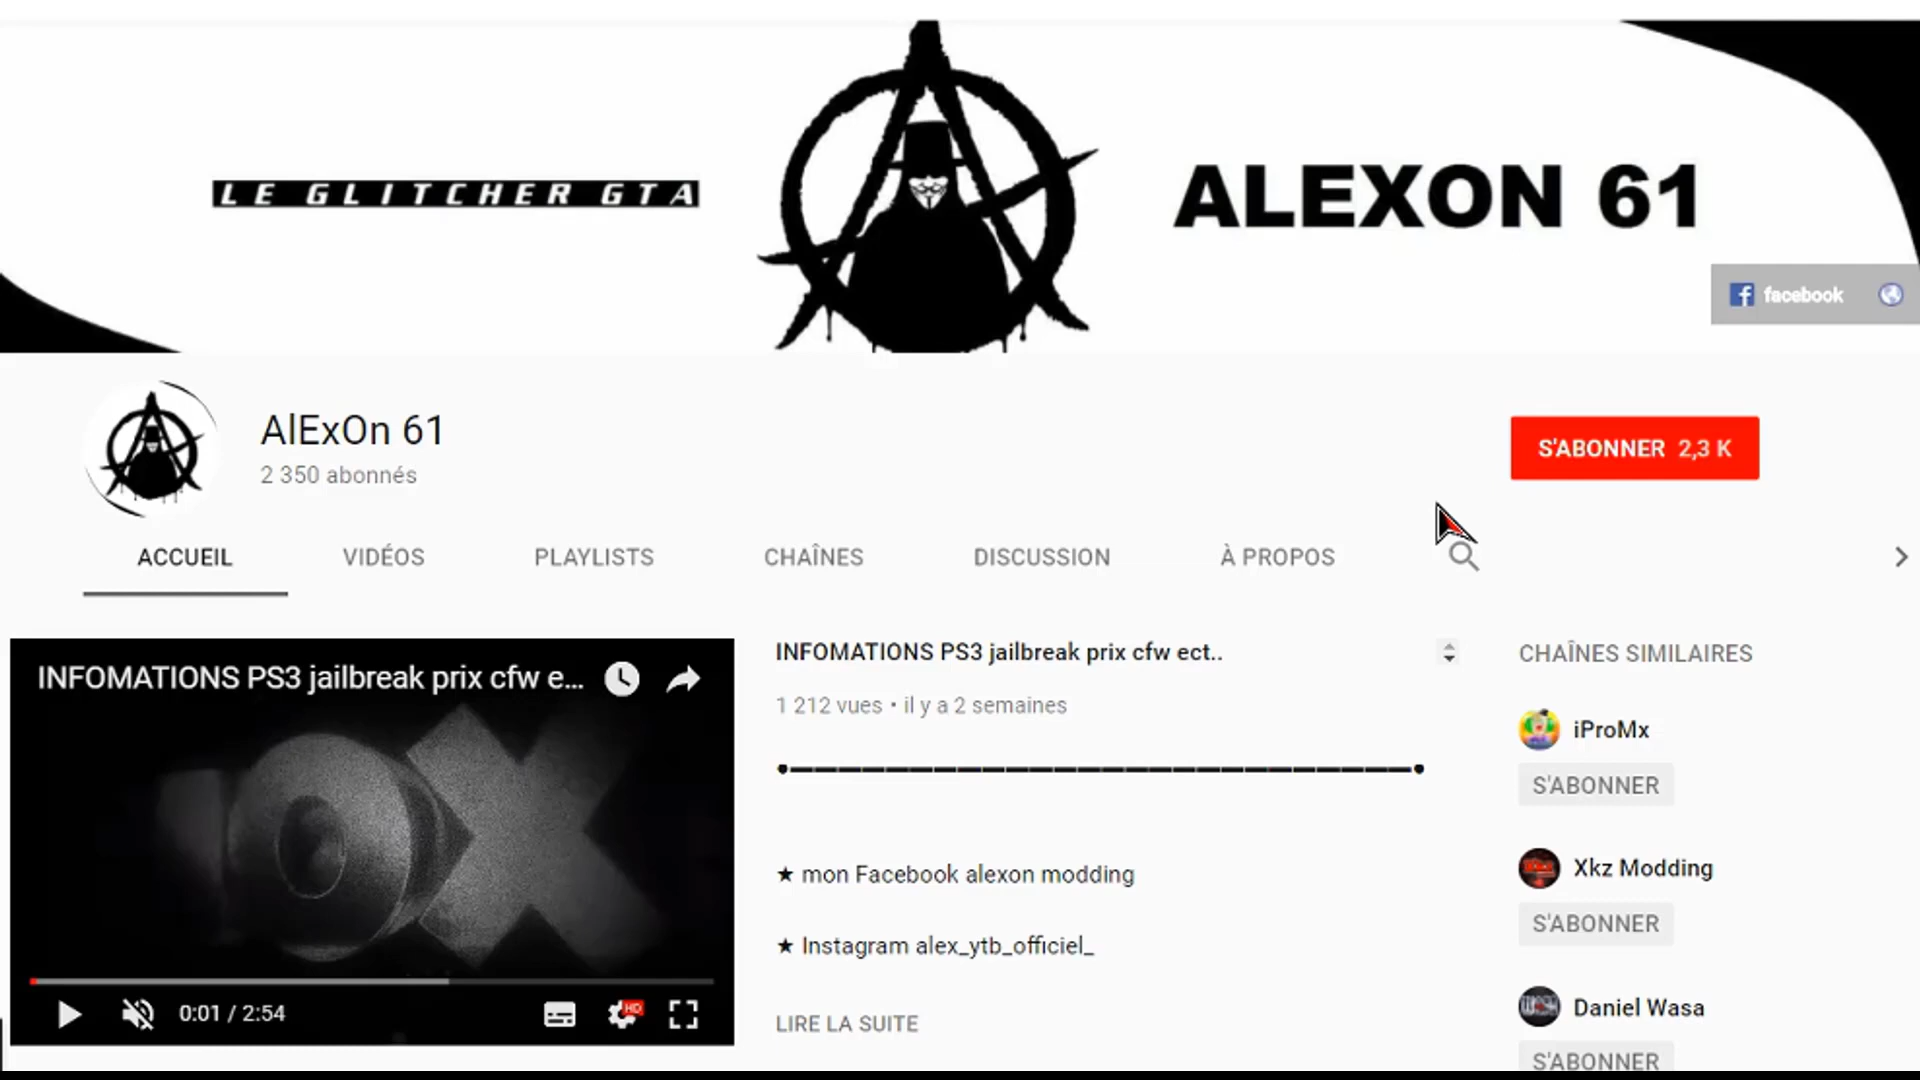 LE GLITCHER GTA
ALEXON 61
facebook
AlExOn 61
2 350 abonnés
S'ABONNER 2,3 K
ACCUEIL VIDÉOS PLAYLISTS CHAÎNES DISCUSSION À PROPOS
INFOMATIONS PS3 jailbreak prix cfw e...
HD
0:01 / 2:54
INFOMATIONS PS3 jailbreak prix cfw ect..
1 212 vues • il y a 2 semaines
★ mon Facebook alexon modding
★ Instagram alex_ytb_officiel_
LIRE LA SUITE
CHAÎNES SIMILAIRES
iProMx
S'ABONNER
Xkz Modding
S'ABONNER
Daniel Wasa
S'ABONNER